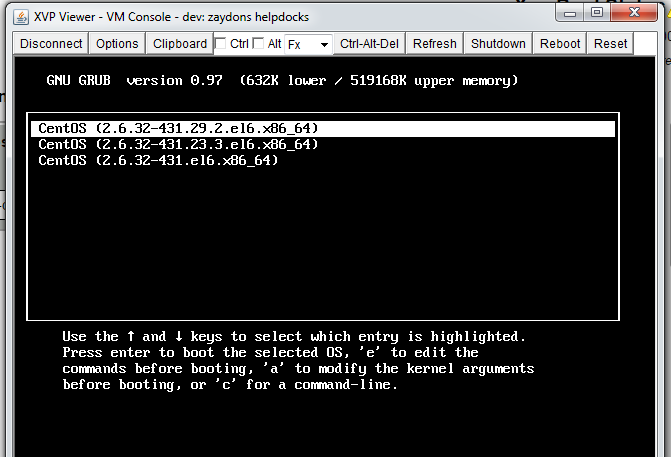 XVP Viewer - VM Console - dev: zaydons helpdocks
Disconnect Options Clipboard Ctrl Alt Fx Ctrl-Alt-Del Refresh Shutdown Reboot Reset
GNU GRUB version 0.97 (632K lower / 519168K upper memory)
CentOS (2.6.32-431.29.2.el6.x86_64)
CentOS (2.6.32-431.23.3.el6.x86_64)
CentOS (2.6.32-431.el6.x86_64)
Use the ↑ and ↓ keys to select which entry is highlighted.
Press enter to boot the selected OS, 'e' to edit the
commands before booting, 'a' to modify the kernel arguments
before booting, or 'c' for a command-line.